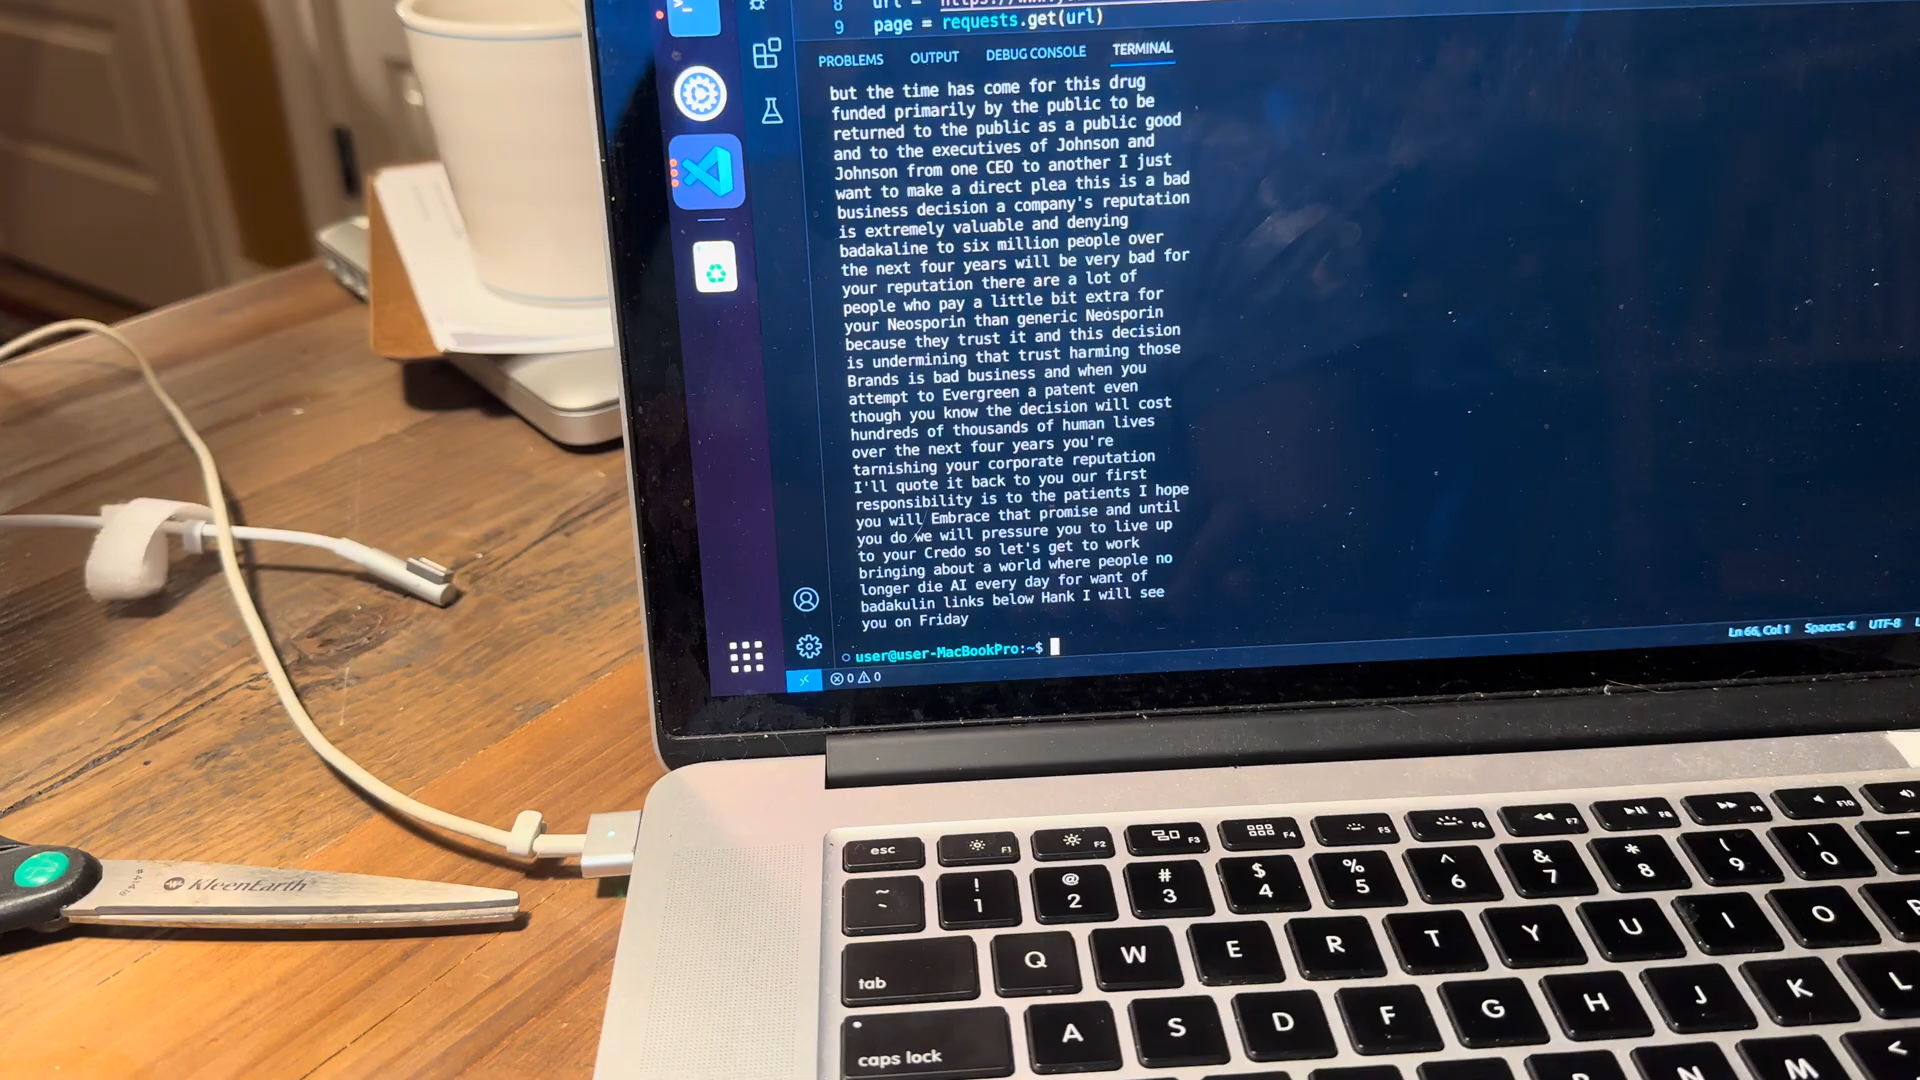 8 url =
9 page = requests.get(url)
PROBLEMS OUTPUT DEBUG CONSOLE TERMINAL
but the time has come for this drug
funded primarily by the public to be
returned to the public as a public good
and to the executives of Johnson and
Johnson from one CEO to another I just
want to make a direct plea this is a bad
business decision a company's reputation
is extremely valuable and denying
badakaline to six million people over
the next four years will be very bad for
your reputation there are a lot of
people who pay a little bit extra for
your Neosporin than generic Neosporin
because they trust it and this decision
is undermining that trust harming those
Brands is bad business and when you
attempt to Evergreen a patent even
though you know the decision will cost
hundreds of thousands of human lives
over the next four years you're
tarnishing your corporate reputation
I'll quote it back to you our first
responsibility is to the patients I hope
you will Embrace that promise and until
you do we will pressure you to live up
to your Credo so let's get to work
bringing about a world where people no
longer die AI every day for want of
badakulin links below Hank I will see
you on Friday
user@user-MacBookPro:~$
0 0
Ln 66, Col 1 Spaces: 4 UTF-8
KleenEarth
esc F1 F2 F3 F4 F5 F6 F7 F8 F9 F10
~ ! @ # $ % ^ & * ( )
1 2 3 4 5 6 7 8 9 0
tab Q W E R T Y U I O P
caps lock A S D F G H J K L
N M <